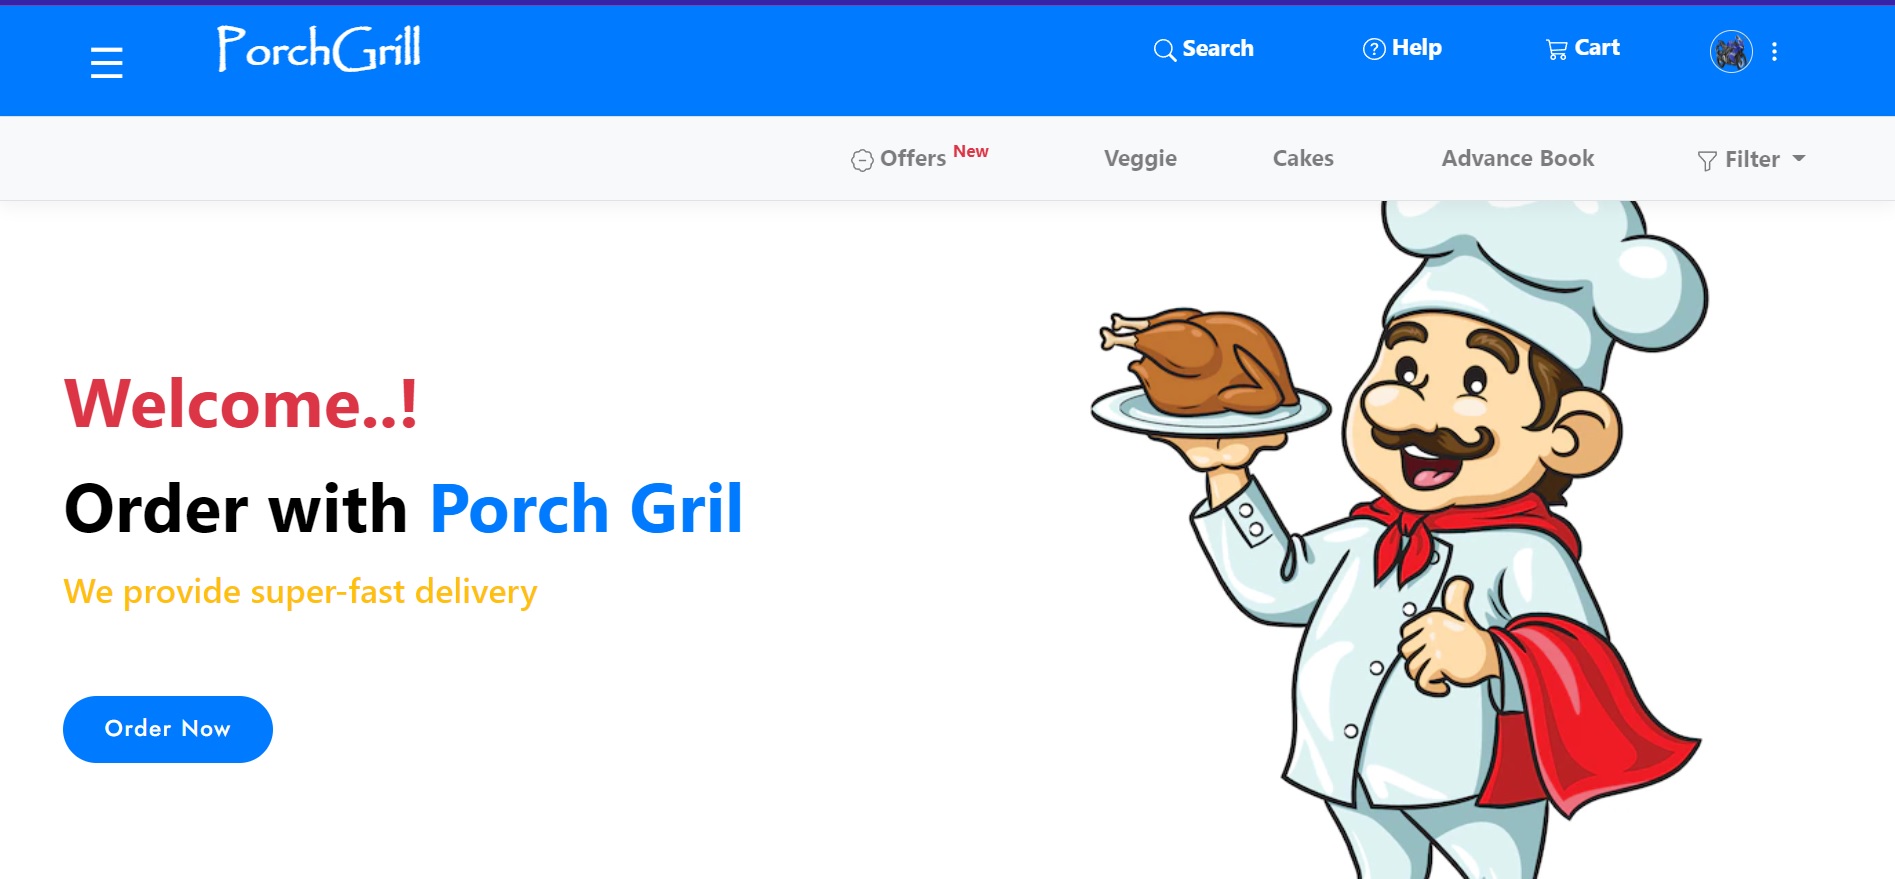 PorchGrill
Search
Help
Cart
Offers New
Veggie
Cakes
Advance Book
Filter
Welcome..!
Order with Porch Gril
We provide super-fast delivery
Order Now